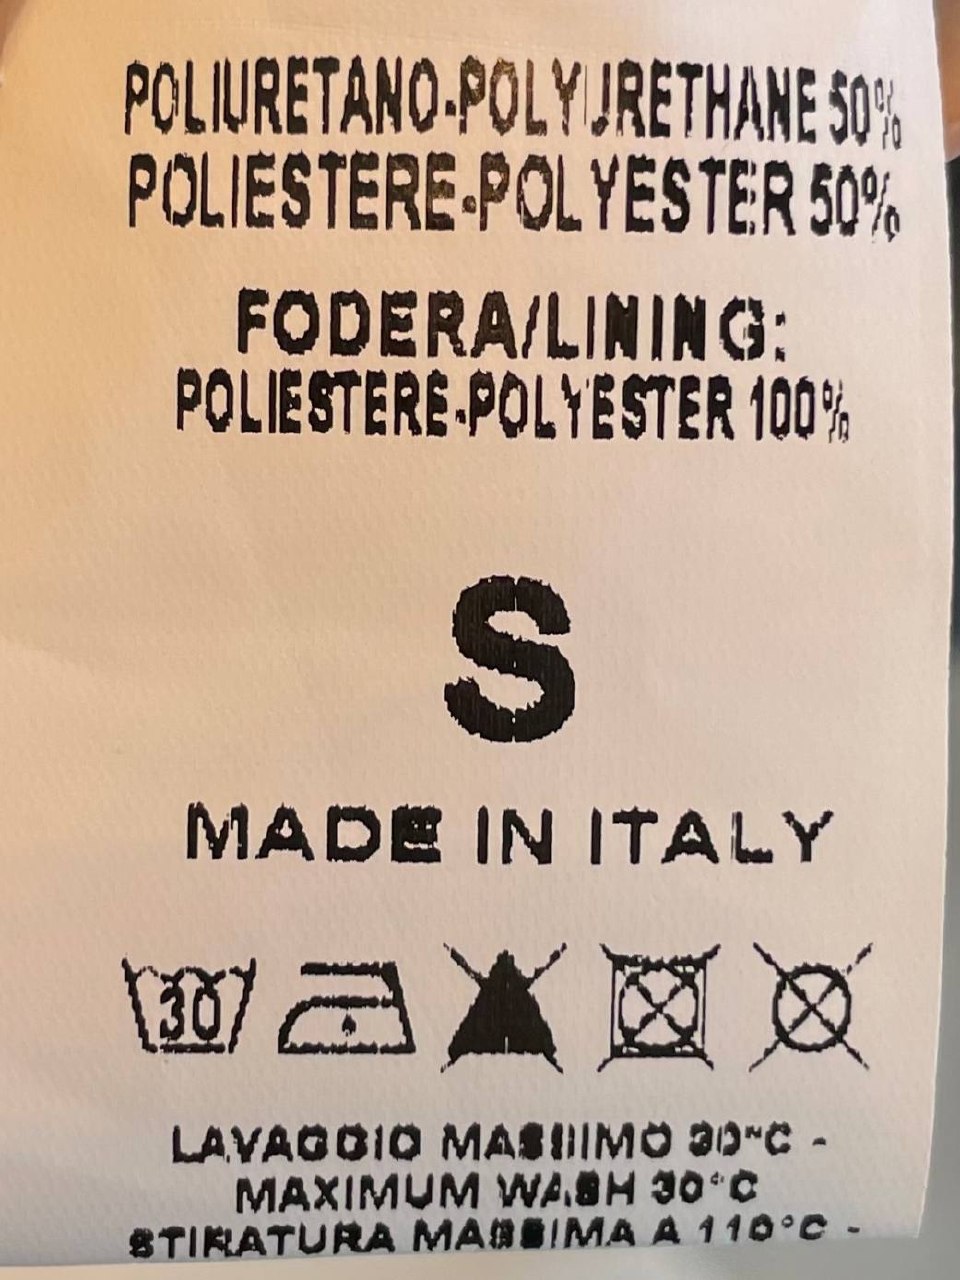 POLIURETANO-POLYURETHANE 50%
POLIESTERE-POLYESTER 50%
FODERA/LINING:
POLIESTERE-POLYESTER 100%
S
MADE IN ITALY
30
LAVAGGIO MASSIMO 30°C -
MAXIMUM WASH 30°C
STIRATURA MASSIMA A 110°C -